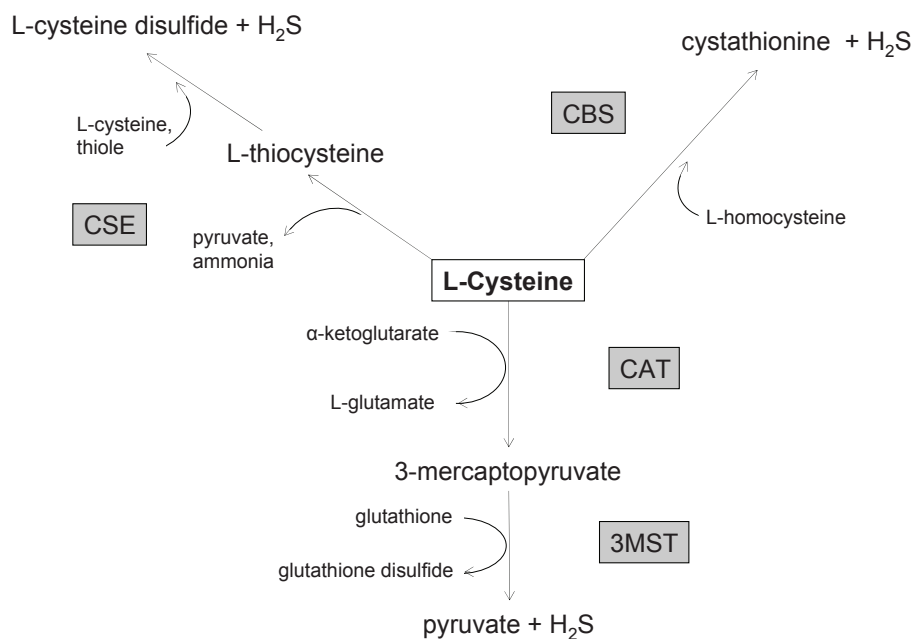 L-cysteine disulfide + H₂S
cystathionine + H₂S
CBS
L-cysteine,
thiole
L-thiocysteine
CSE
L-homocysteine
pyruvate,
ammonia
L-Cysteine
α-ketoglutarate
CAT
L-glutamate
3-mercaptopyruvate
glutathione
3MST
glutathione disulfide
pyruvate + H₂S